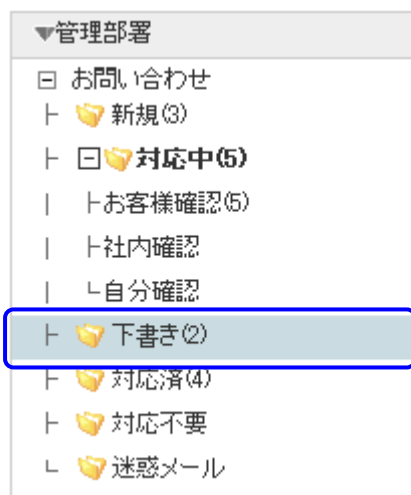 ▼管理部署
お問い合わせ
新規(3)
対応中(5)
お客様確認(5)
社内確認
自分確認
下書き(2)
対応済(4)
対応不要
迷惑メール